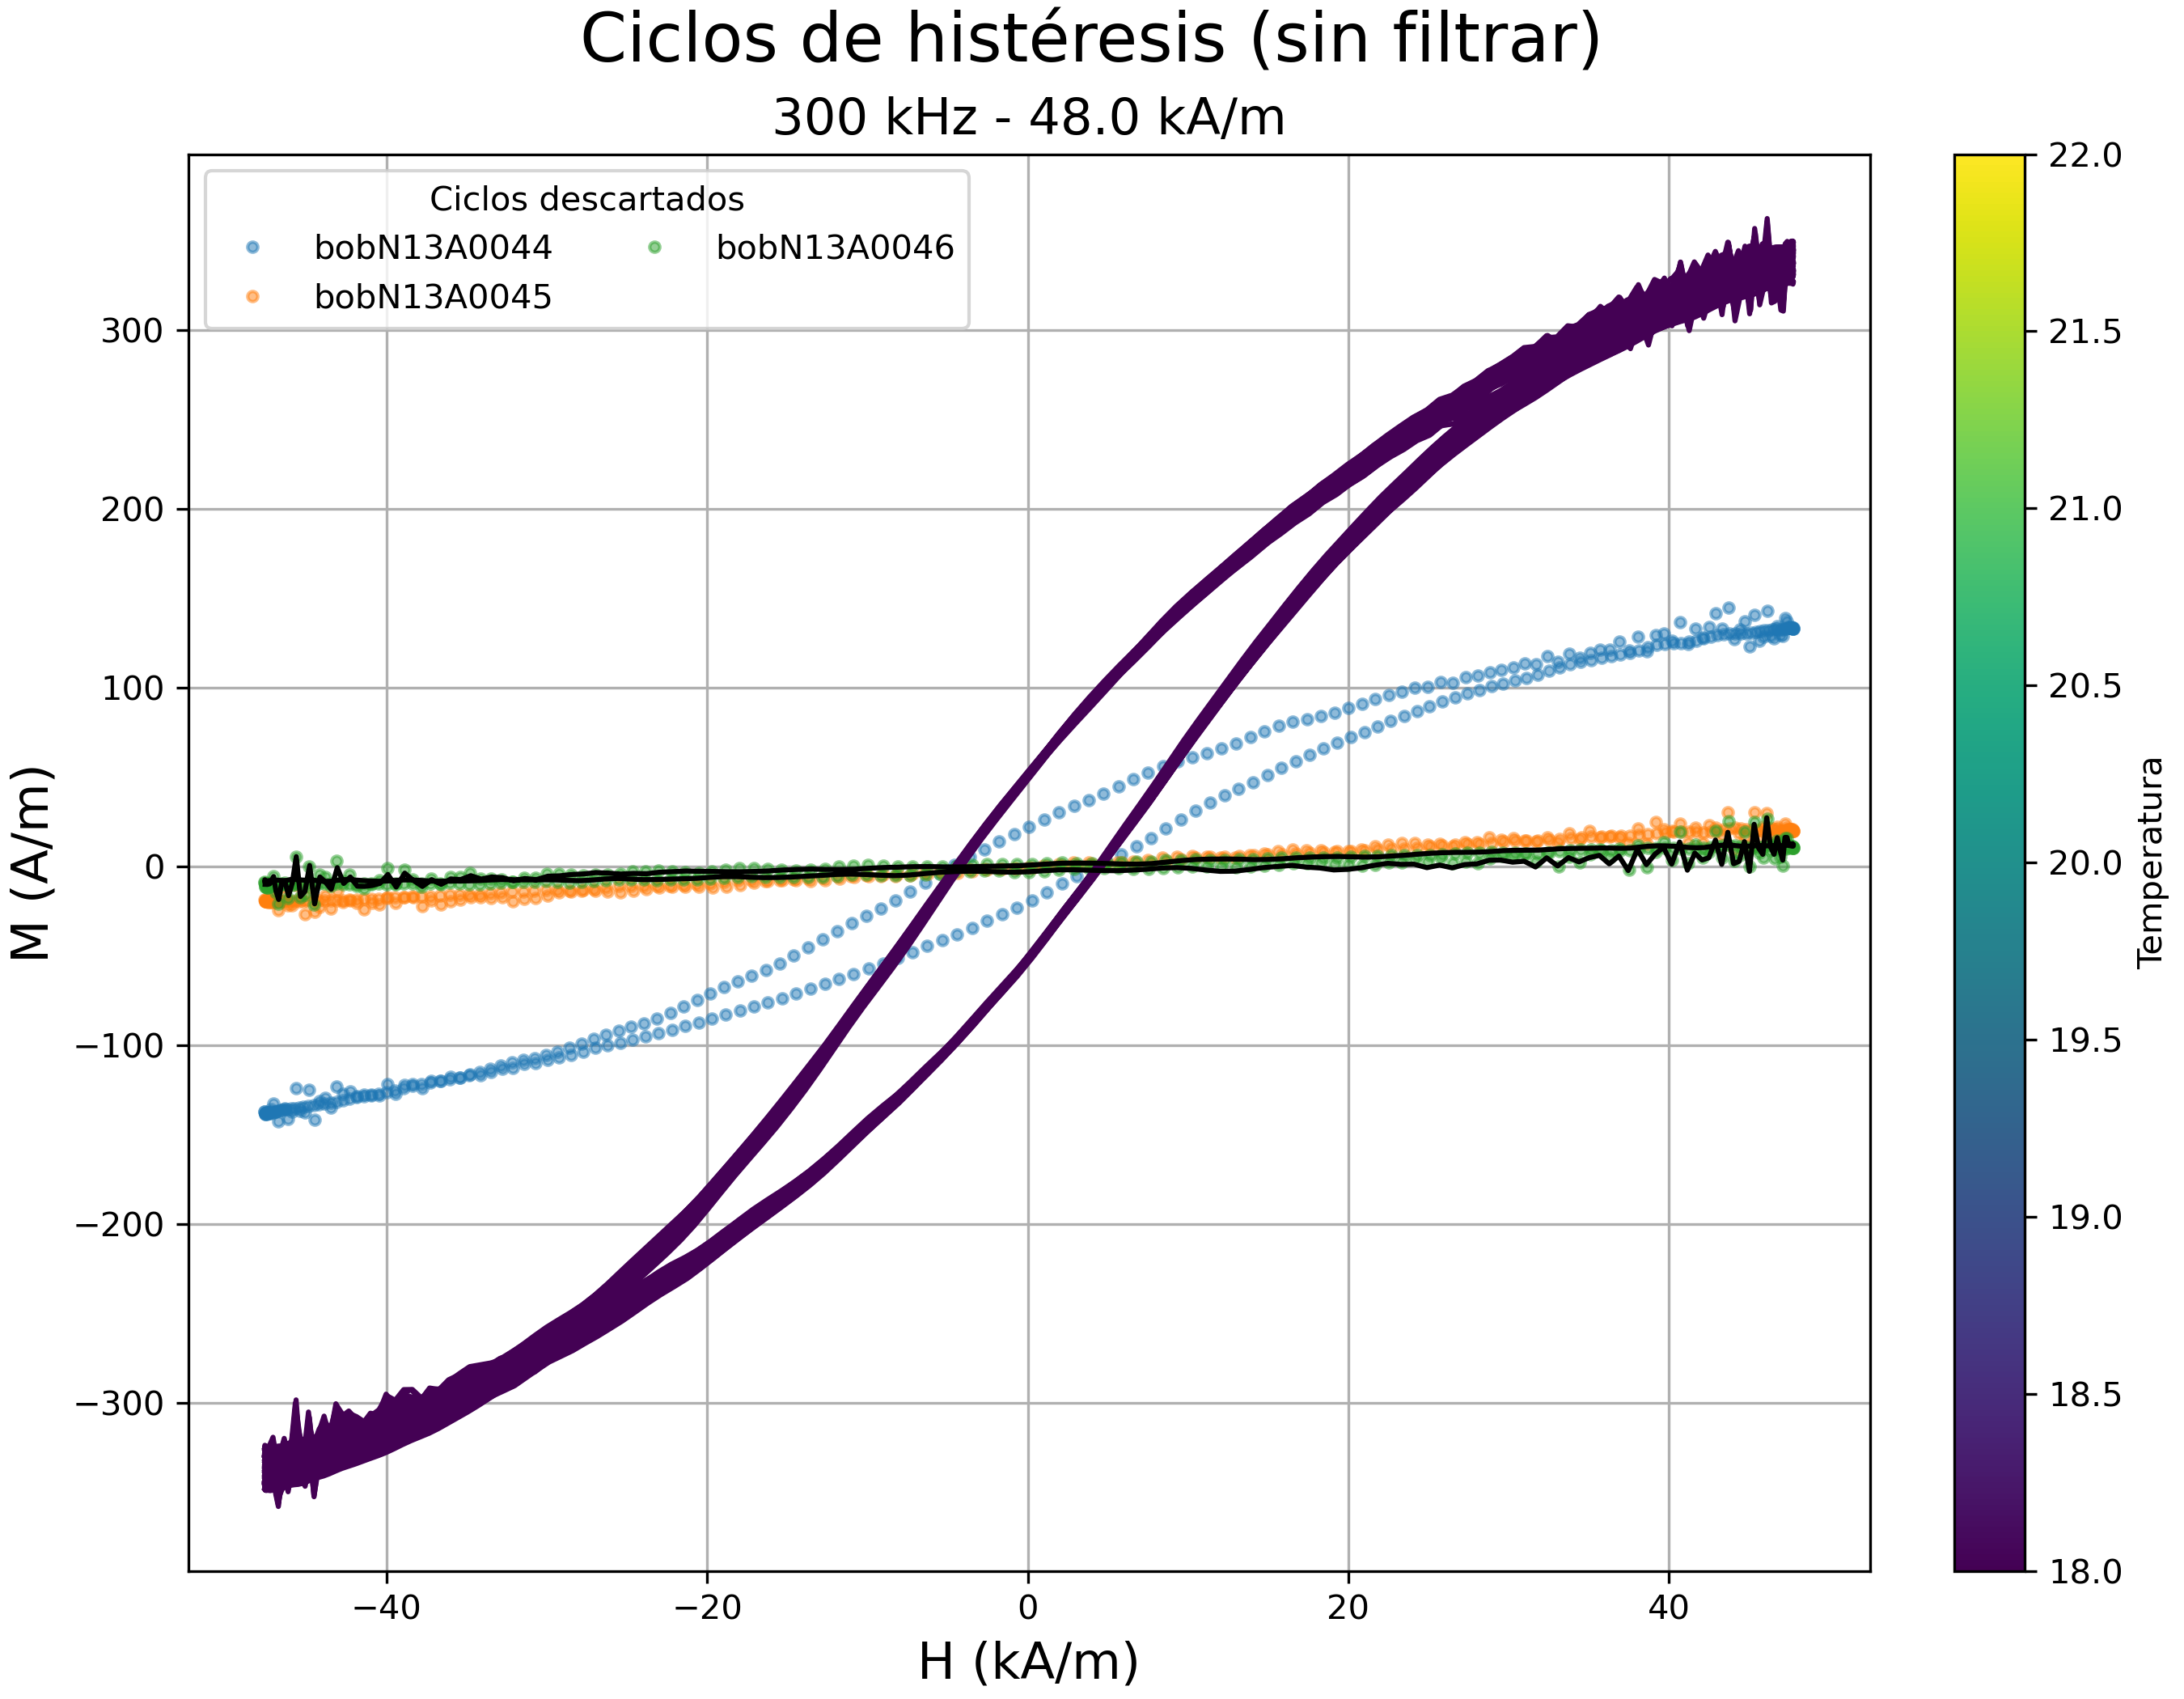 Ciclos de histéresis (sin filtrar)
300 kHz - 48.0 kA/m
Ciclos descartados
bobN13A0044
bobN13A0046
bobN13A0045
M (A/m)
300
200
100
0
−100
−200
−300
−40
−20
0
20
40
H (kA/m)
22.0
21.5
21.0
20.5
20.0
19.5
19.0
18.5
18.0
Temperatura